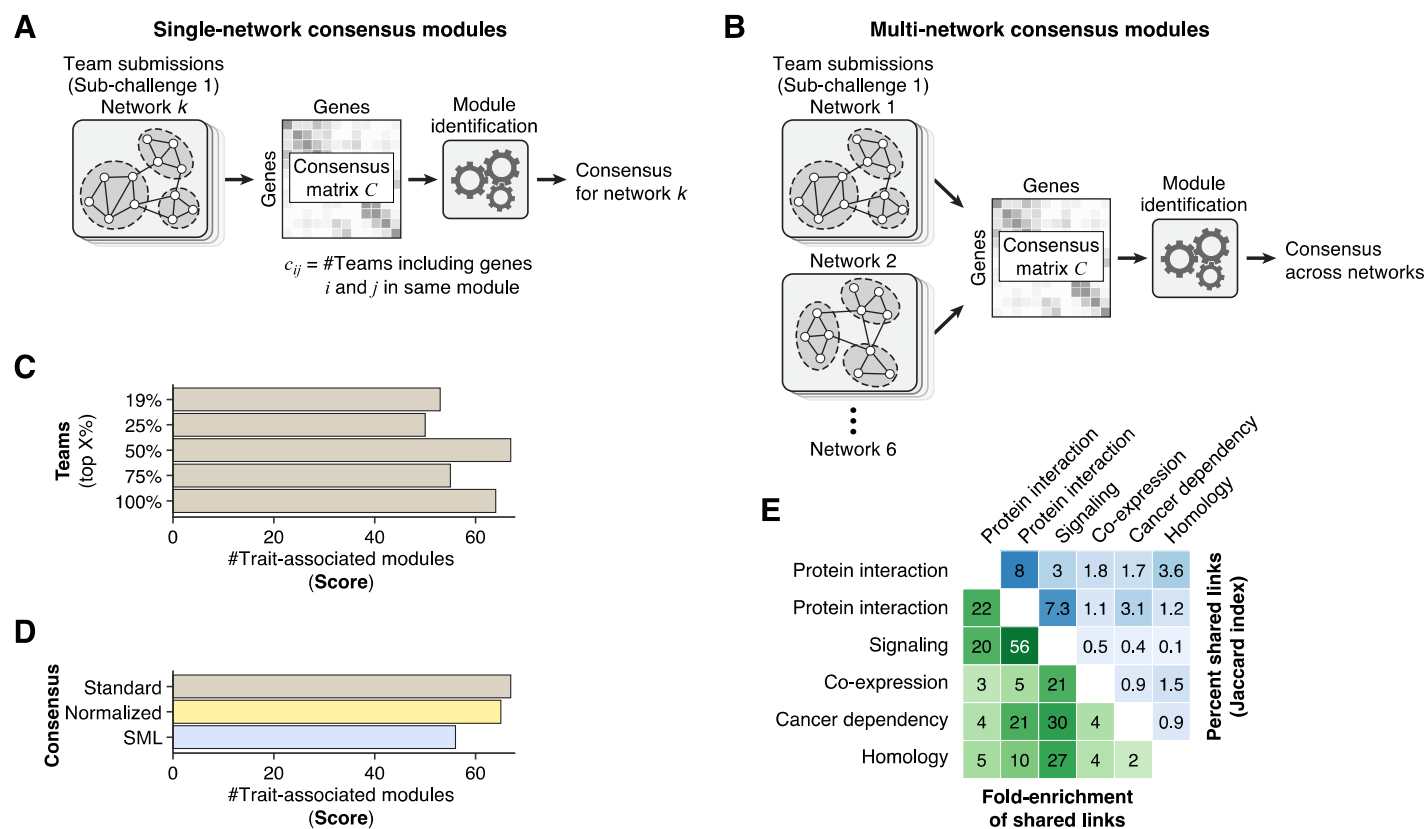 A
Single-network consensus modules
Team submissions
(Sub-challenge 1)
Network k
Genes
Genes
Consensus
matrix C
Module
identification
Consensus
for network k
cij = #Teams including genes
i and j in same module
B
Multi-network consensus modules
Team submissions
(Sub-challenge 1)
Network 1
Network 2
Network 6
Genes
Genes
Consensus
matrix C
Module
identification
Consensus
across networks
C
Teams
(top X%)
19%
25%
50%
75%
100%
0 20 40 60
#Trait-associated modules
(Score)
D
Consensus
Standard
Normalized
SML
0 20 40 60
#Trait-associated modules
(Score)
E
Protein interaction
Protein interaction
Signaling
Co-expression
Cancer dependency
Homology
Protein interaction 8 3 1.8 1.7 3.6
Protein interaction 22 7.3 1.1 3.1 1.2
Signaling 20 56 0.5 0.4 0.1
Co-expression 3 5 21 0.9 1.5
Cancer dependency 4 21 30 4 0.9
Homology 5 10 27 4 2
Percent shared links
(Jaccard index)
Fold-enrichment
of shared links